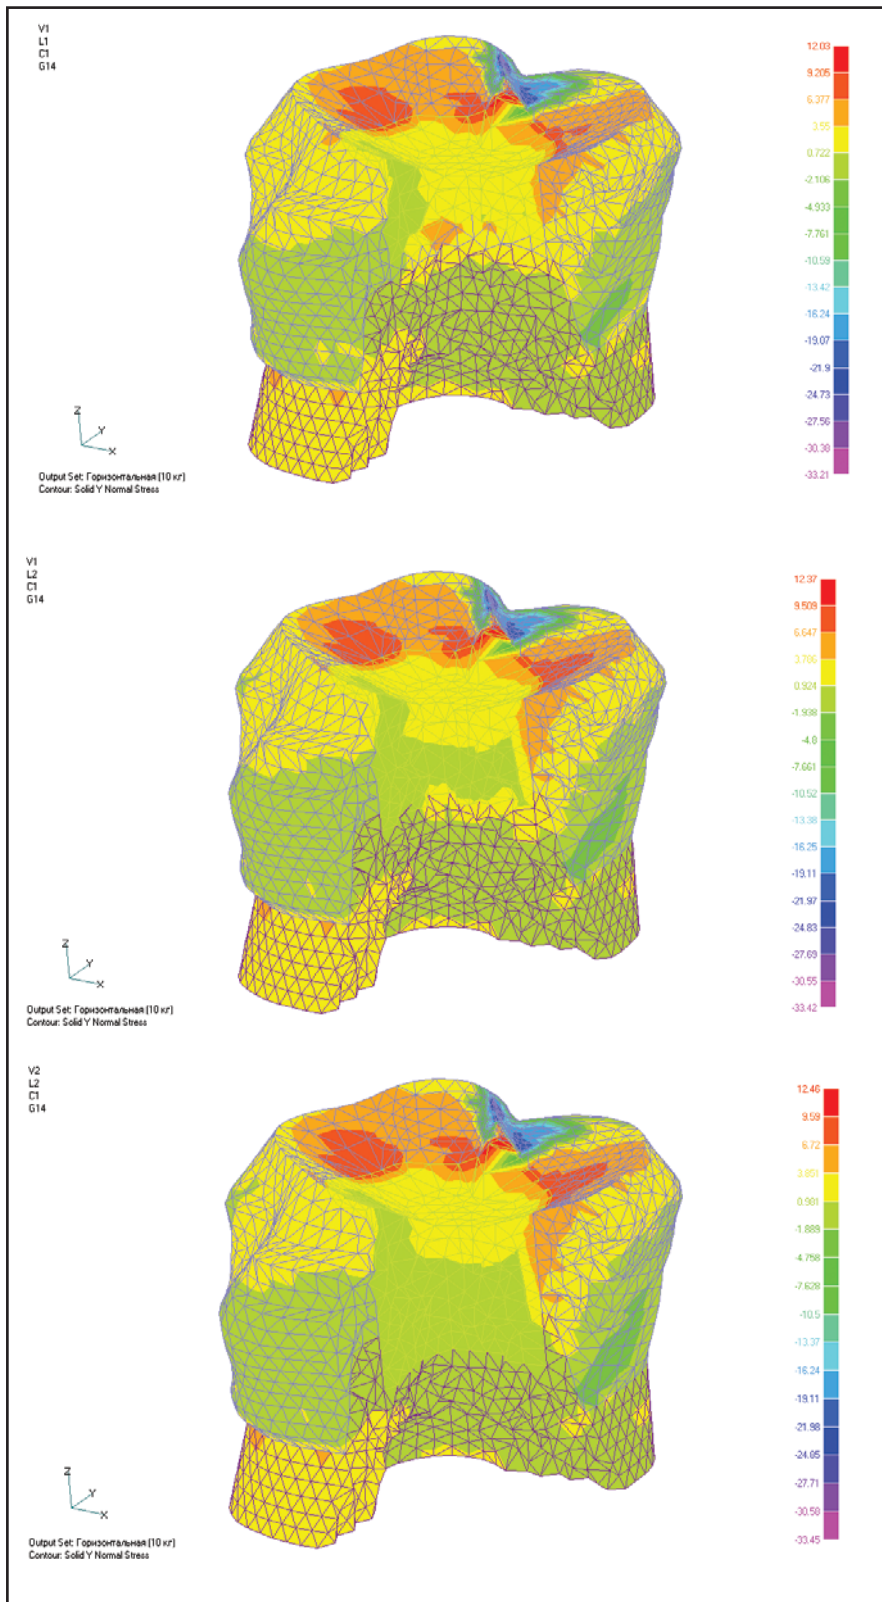 V1
L1
C1
G14
12.03
9.205
6.377
3.55
0.722
-2.106
-4.933
-7.761
-10.59
-13.42
-16.24
-19.07
-21.9
-24.73
-27.56
-30.38
-33.21
Z
Y
X
Output Set: Горизонтальная (10 кг)
Contour: Solid Y Normal Stress
V1
L2
C1
G14
12.37
9.509
6.647
3.786
0.924
-1.938
-4.8
-7.661
-10.52
-13.38
-16.25
-19.11
-21.97
-24.83
-27.69
-30.55
-33.42
Z
Y
X
Output Set: Горизонтальная (10 кг)
Contour: Solid Y Normal Stress
V2
L2
C1
G14
12.46
9.59
6.72
3.851
0.981
-1.889
-4.758
-7.628
-10.5
-13.37
-16.24
-19.11
-21.98
-24.85
-27.71
-30.58
-33.45
Z
Y
X
Output Set: Горизонтальная (10 кг)
Contour: Solid Y Normal Stress